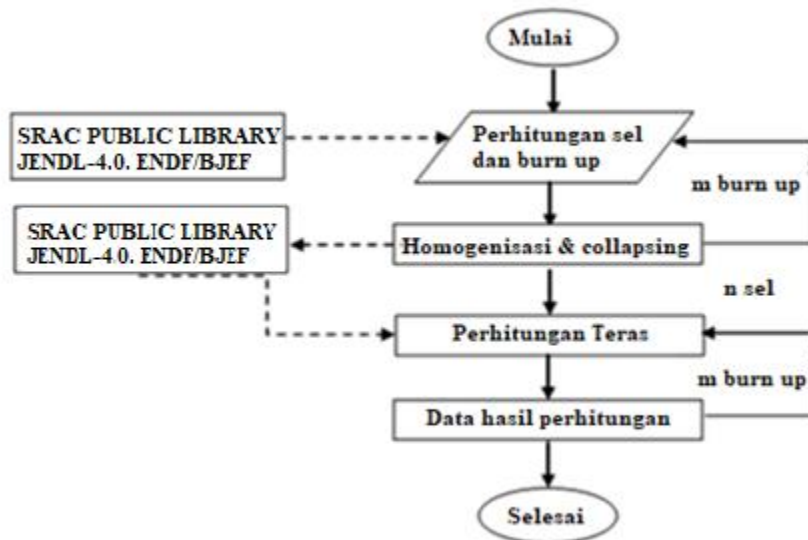 Mulai
SRAC PUBLIC LIBRARY
JENDL-4.0. ENDF/BJEF
Perhitungan sel
dan burn up
m burn up
SRAC PUBLIC LIBRARY
JENDL-4.0. ENDF/BJEF
Homogenisasi & collapsing
n sel
Perhitungan Teras
m burn up
Data hasil perhitungan
Selesai